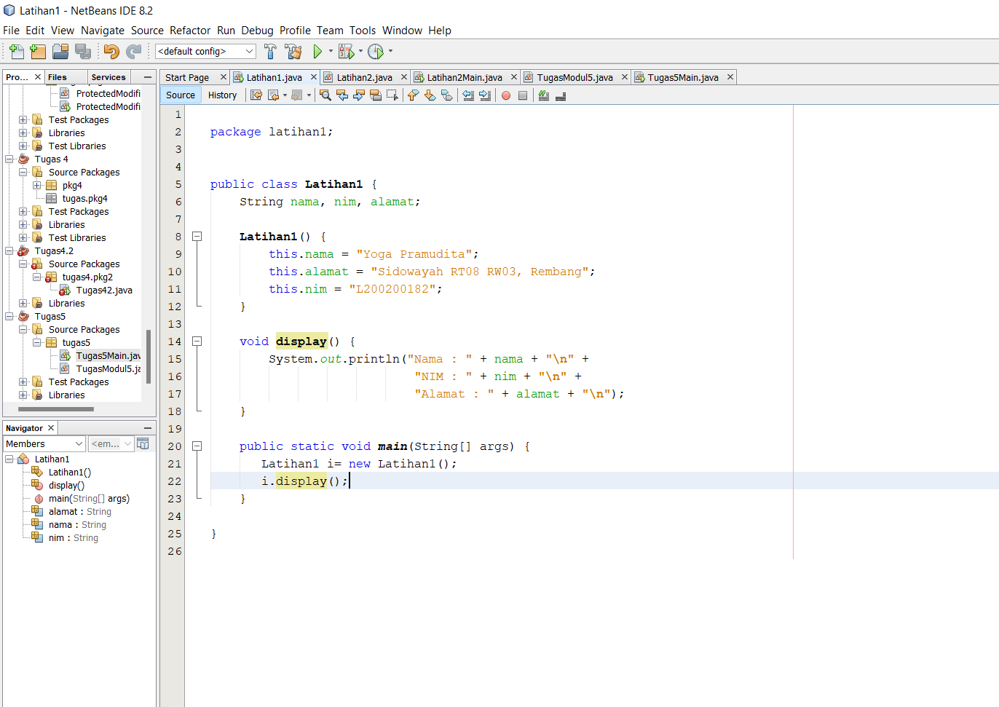 Latihan1 - NetBeans IDE 8.2
File Edit View Navigate Source Refactor Run Debug Profile Team Tools Window Help
<default config>
Pro... Files Services
Start Page Latihan1.java Latihan2.java Latihan2Main.java TugasModul5.java Tugas5Main.java
Source History
ProtectedModifi
ProtectedModifi
Test Packages
Libraries
Test Libraries
Tugas 4
Source Packages
pkg4
tugas.pkg4
Test Packages
Libraries
Test Libraries
Tugas4.2
Source Packages
tugas4.pkg2
Tugas42.java
Libraries
Tugas5
Source Packages
tugas5
Tugas5Main.jav
TugasModul5.ja
Test Packages
Libraries
Navigator
Members <em...
Latihan1
Latihan1()
display()
main(String[] args)
alamat : String
nama : String
nim : String
1
2 package latihan1;
3
4
5 public class Latihan1 {
6 String nama, nim, alamat;
7
8 Latihan1() {
9 this.nama = "Yoga Pramudita";
10 this.alamat = "Sidowayah RT08 RW03, Rembang";
11 this.nim = "L200200182";
12 }
13
14 void display() {
15 System.out.println("Nama : " + nama + "\n" +
16 "NIM : " + nim + "\n" +
17 "Alamat : " + alamat + "\n");
18 }
19
20 public static void main(String[] args) {
21 Latihan1 i= new Latihan1();
22 i.display();
23 }
24
25 }
26